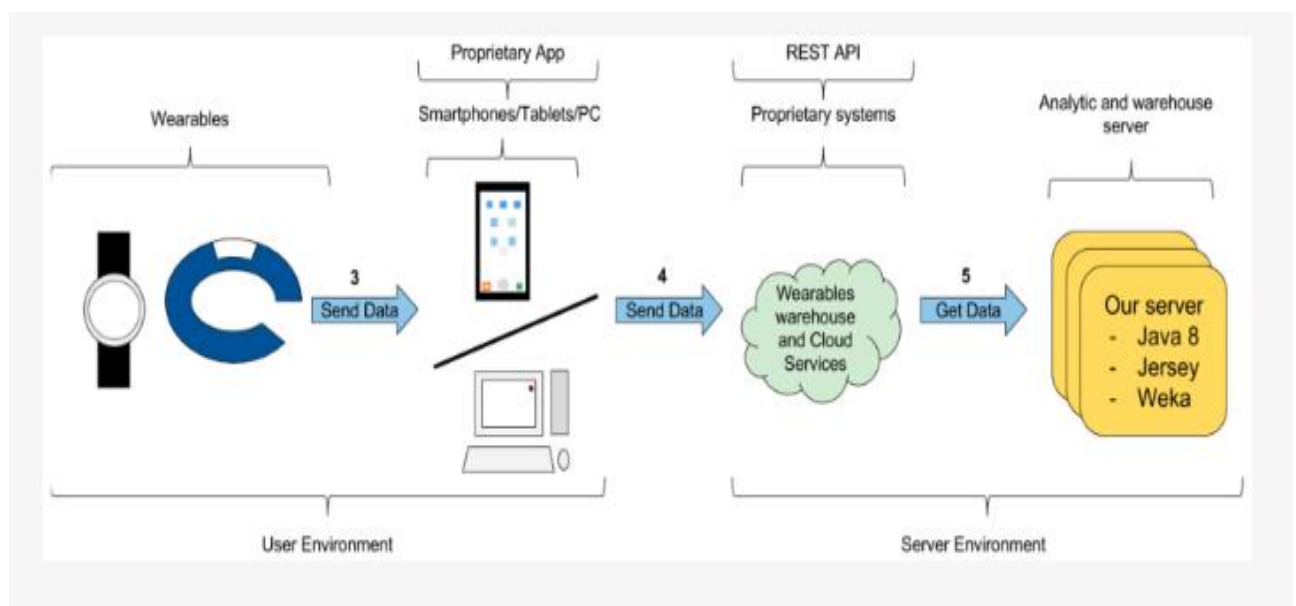 Proprietary App
REST API
Wearables
Smartphones/Tablets/PC
Proprietary systems
Analytic and warehouse
server
3
Send Data
4
Send Data
Wearables
warehouse
and Cloud
Services
5
Get Data
Our server
- Java 8
- Jersey
- Weka
User Environment
Server Environment